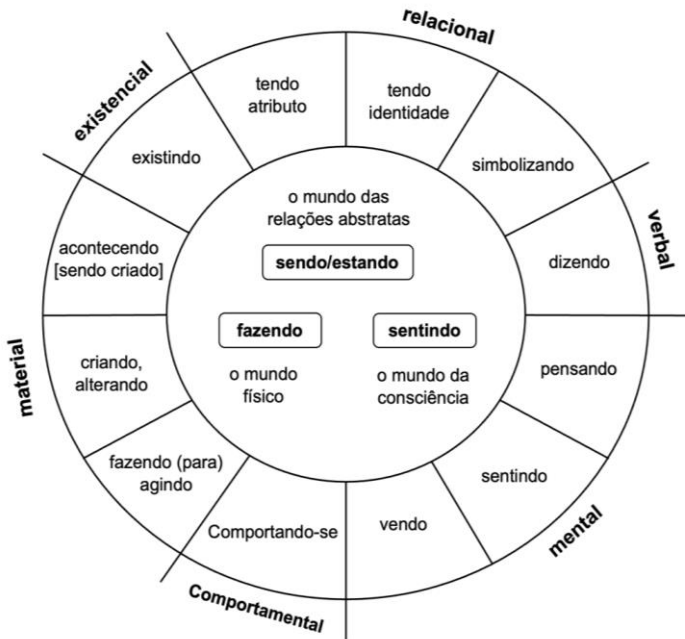 relacional
existencial
tendo
atributo
tendo
identidade
existindo
simbolizando
verbal
o mundo das
relações abstratas
acontecendo
[sendo criado]
sendo/estando
dizendo
fazendo
sentindo
material
criando,
alterando
o mundo
físico
o mundo da
consciência
pensando
fazendo (para)
agindo
sentindo
Comportando-se
vendo
mental
Comportamental